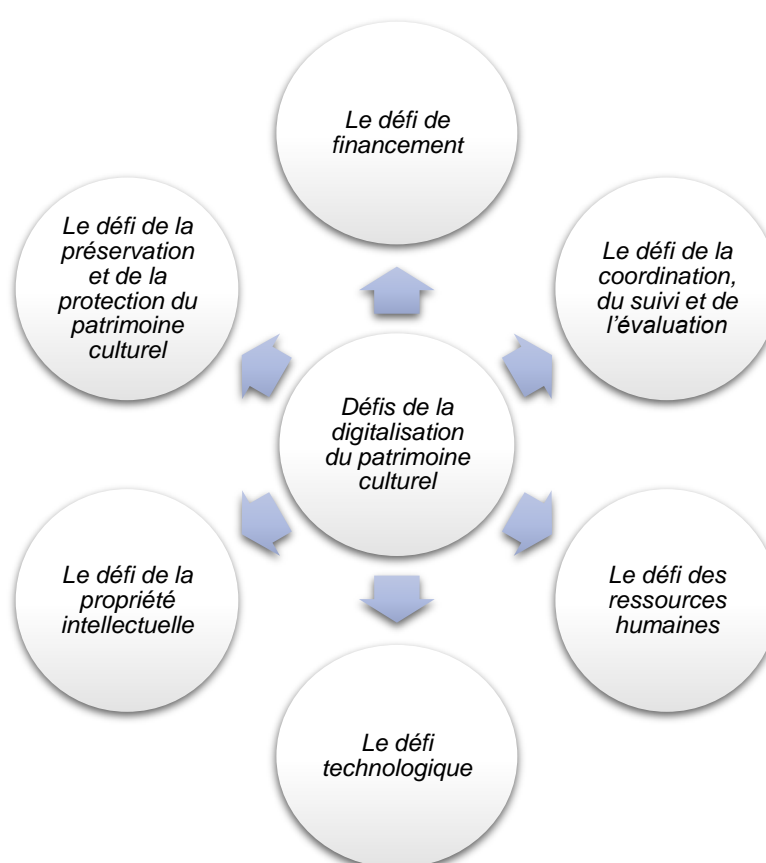 Le défi de
financement
Le défi de la
préservation
et de la
protection du
patrimoine
culturel
Le défi de la
coordination,
du suivi et de
l'évaluation
Défis de la
digitalisation
du patrimoine
culturel
Le défi de la
propriété
intellectuelle
Le défi des
ressources
humaines
Le défi
technologique